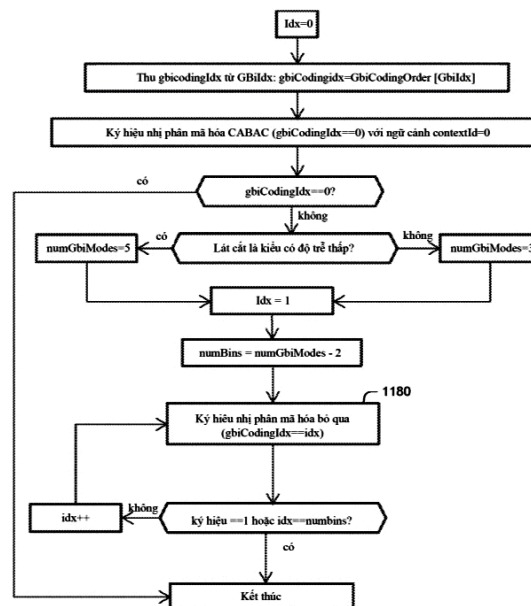 Idx=0
Thu gbicodingIdx từ GBiIdx: gbiCodingidx=GbiCodingOrder [GbiIdx]
Ký hiệu nhị phân mã hóa CABAC (gbiCodingIdx==0) với ngữ cảnh contextId=0
có
gbiCodingIdx==0?
không
numGbiModes=5
có
Lát cắt là kiểu có độ trễ thấp?
không
numGbiModes=3
Idx = 1
numBins = numGbiModes - 2
1180
Ký hiêu nhị phân mã hóa bỏ qua
(gbiCodingIdx==idx)
idx++
không
ký hiệu ==1 hoặc idx==numbins?
có
Kết thúc